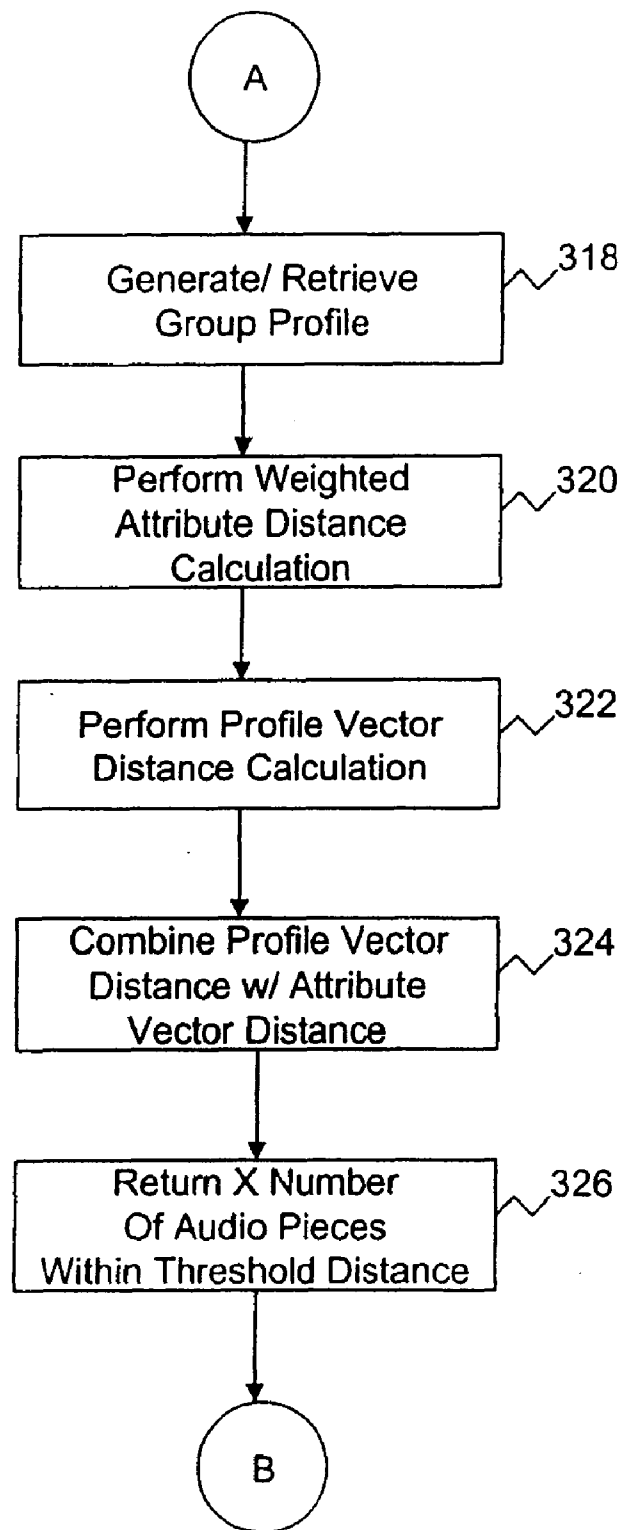 A
Generate/ Retrieve
Group Profile
318
Perform Weighted
Attribute Distance
Calculation
320
Perform Profile Vector
Distance Calculation
322
Combine Profile Vector
Distance w/ Attribute
Vector Distance
324
Return X Number
Of Audio Pieces
Within Threshold Distance
326
B